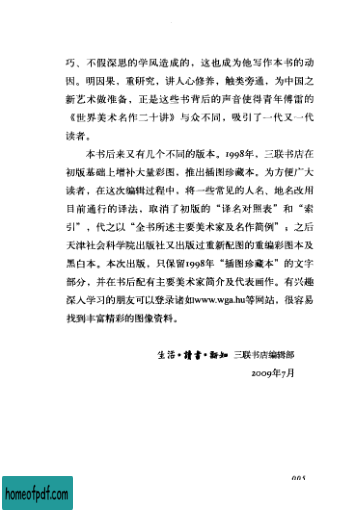 巧、不假深思的学风造成的，这也成为他写作本书的动
因。明因果，重研究，讲人心修养，触类旁通，为中国之
新艺术做准备，正是这些书背后的声音使得青年傅雷的
《世界美术名作二十讲》与众不同，吸引了一代又一代
读者。
本书后来又有几个不同的版本。1998年，三联书店在
初版基础上增补大量彩图，推出插图珍藏本。为方便广大
读者，在这次编辑过程中，将一些常见的人名、地名改用
目前通行的译法，取消了初版的“译名对照表”和“索
引”，代之以“全书所述主要美术家及名作简例”；之后
天津社会科学院出版社又出版过重新配图的重编彩图本及
黑白本。本次出版，只保留1998年“插图珍藏本”的文字
部分，并在书后配有主要美术家简介及代表画作。有兴趣
深入学习的朋友可以登录诸如www.wga.hu等网站，很容易
找到丰富精彩的图像资料。
生活·讀書·新知 三联书店编辑部
2009年7月
005
homeofpdf.com